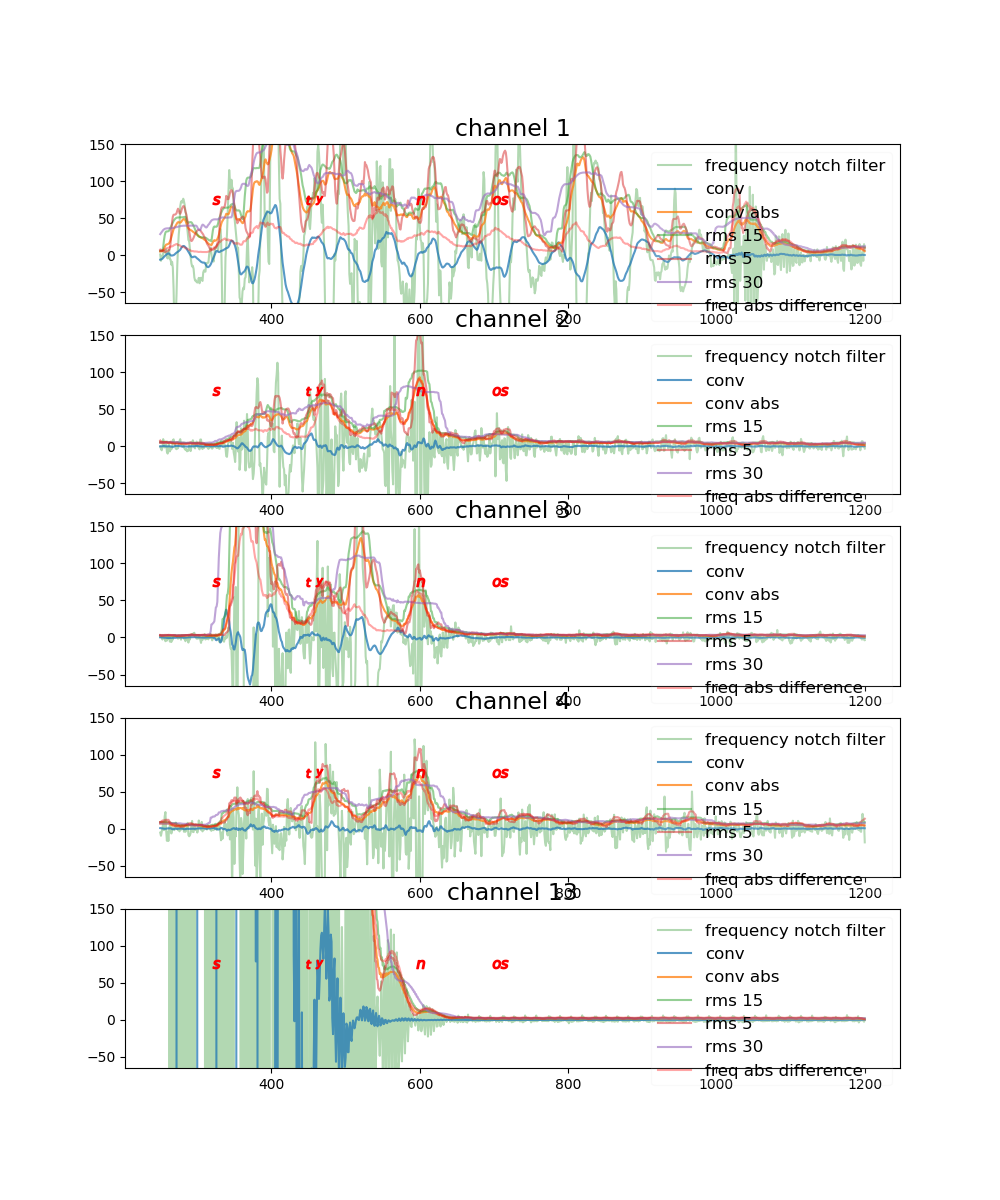 channel 1
150
100
50
0
−50
s t y n os
frequency notch filter
conv
conv abs
rms 15
rms 5
rms 30
freq abs difference
400 600 800 1000 1200
channel 2
150
100
50
0
−50
s t y n os
frequency notch filter
conv
conv abs
rms 15
rms 5
rms 30
freq abs difference
400 600 800 1000 1200
channel 3
150
100
50
0
−50
s t y n os
frequency notch filter
conv
conv abs
rms 15
rms 5
rms 30
freq abs difference
400 600 800 1000 1200
channel 4
150
100
50
0
−50
s t y n os
frequency notch filter
conv
conv abs
rms 15
rms 5
rms 30
freq abs difference
400 600 800 1000 1200
channel 13
150
100
50
0
−50
s t y n os
frequency notch filter
conv
conv abs
rms 15
rms 5
rms 30
freq abs difference
400 600 800 1000 1200